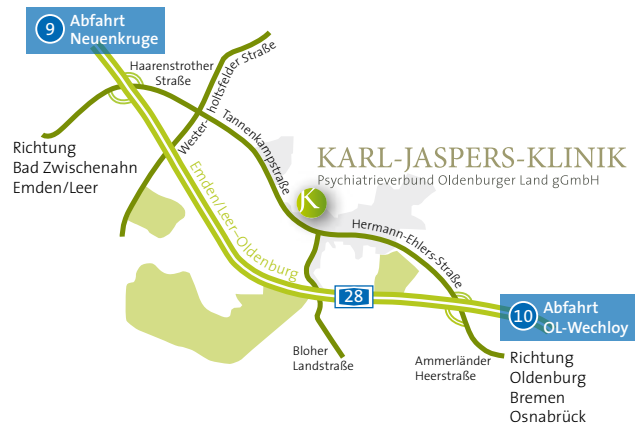 9
Abfahrt
Neuenkruge
Haarenstrother
Straße
Wester-
holtsfelder Straße
Tannenkampstraße
Richtung
Bad Zwischenahn
Emden/Leer
KARL-JASPERS-KLINIK
Psychiatrieverbund Oldenburger Land gGmbH
JK
Emden/Leer–Oldenburg
Hermann-Ehlers-Straße
28
10
Abfahrt
OL-Wechloy
Bloher
Landstraße
Ammerländer
Heerstraße
Richtung
Oldenburg
Bremen
Osnabrück